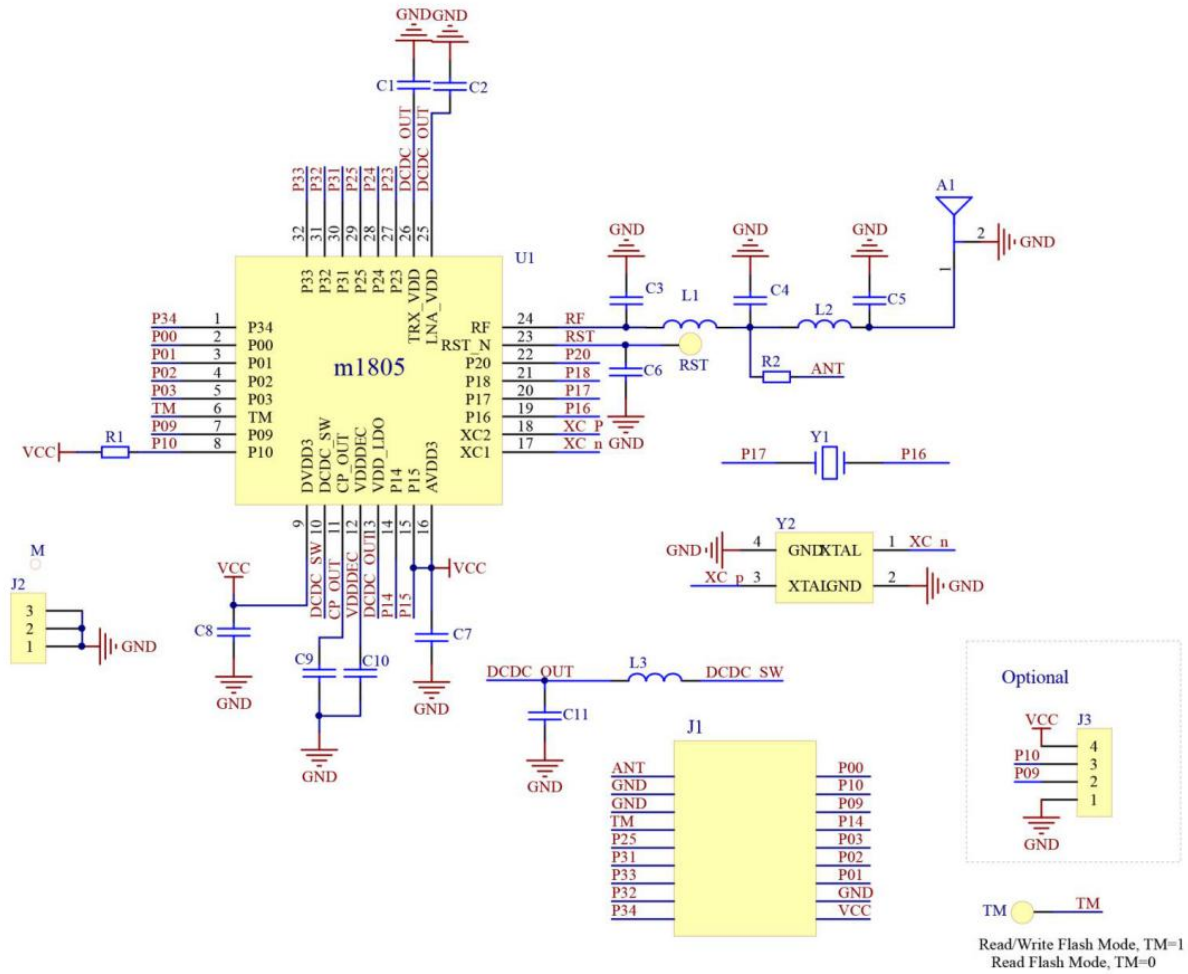 GND GND
C1 C2
DCDC_OUT
DCDC_OUT
P33
P32
P31
P25
P24
P23
32
31
30
29
28
27
26
25
U1
P33
P32
P31
P25
P24
P23
TRX_VDD
LNA_VDD
m1805
P34 1 P34
P00 2 P00
P01 3 P01
P02 4 P02
P03 5 P03
TM 6 TM
P09 7 P09
VCC R1 P10 8 P10
RF 24 RF
RST_N 23 RST
P20 22 P20
P18 21 P18
P17 20 P17
P16 19 P16
XC2 18 XC_P
XC1 17 XC_n
DVDD3
DCDC_SW
CP_OUT
VDDDEC
VDD_LDO
P14
P15
AVDD3
9
10
11
12
13
14
15
16
DCDC_SW
CP_OUT
VDDDEC
DCDC_OUT
P14
P15
VCC
VCC
C8
GND
C9
C10
GND
C7
GND
GND
C3
L1
GND
C4
L2
GND
C5
A1
2
GND
1
C6
GND
RST
R2
ANT
Y1
P17 P16
Y2
GND 4 GND XTAL 1 XC_n
XC_p 3 XTAL GND 2 GND
M
J2
3
2
1
GND
DCDC_OUT L3 DCDC_SW
C11
GND
J1
ANT P00
GND P10
GND P09
TM P14
P25 P03
P31 P02
P33 P01
P32 GND
P34 VCC
Optional
VCC J3
4
P10 3
P09 2
1
GND
TM TM
Read/Write Flash Mode, TM=1
Read Flash Mode, TM=0